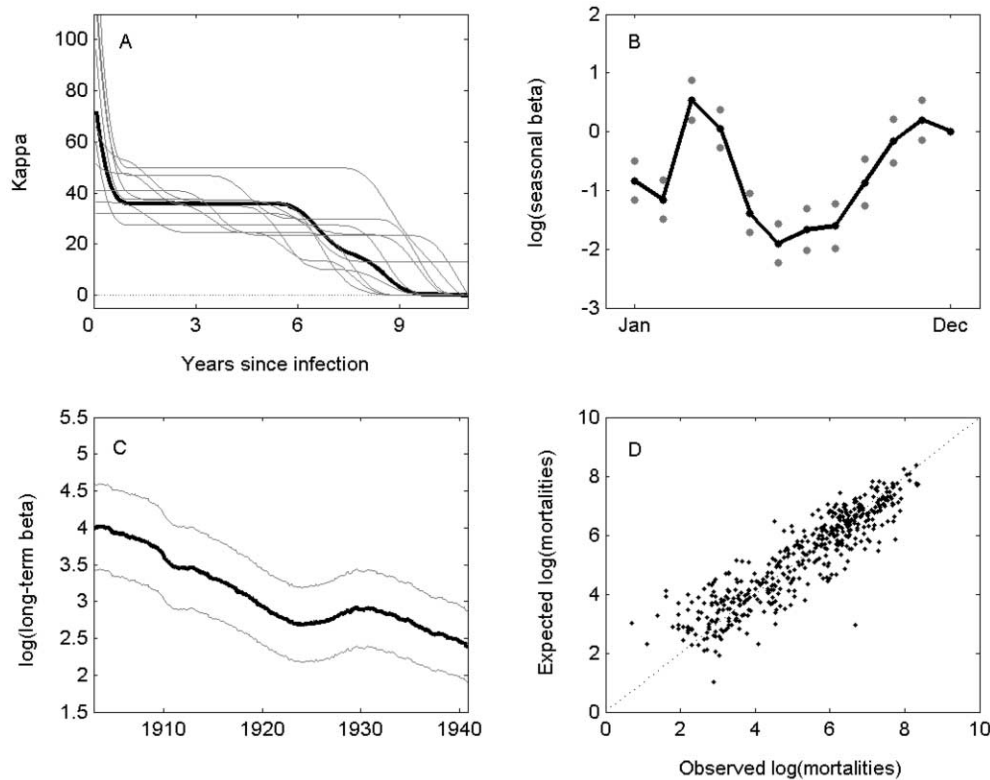 A
Kappa
100
80
60
40
20
0
0 3 6 9
Years since infection
B
log(seasonal beta)
2
1
0
-1
-2
-3
Jan Dec
C
log(long-term beta)
5.5
5
4.5
4
3.5
3
2.5
2
1.5
1910 1920 1930 1940
D
Expected log(mortalities)
10
8
6
4
2
0
0 2 4 6 8 10
Observed log(mortalities)